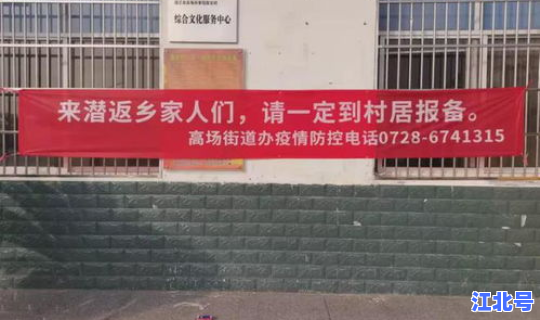 综合文化服务中心
来潜返乡家人们，请一定到村居报备。
高场街道办疫情防控电话0728-6741315
江北号